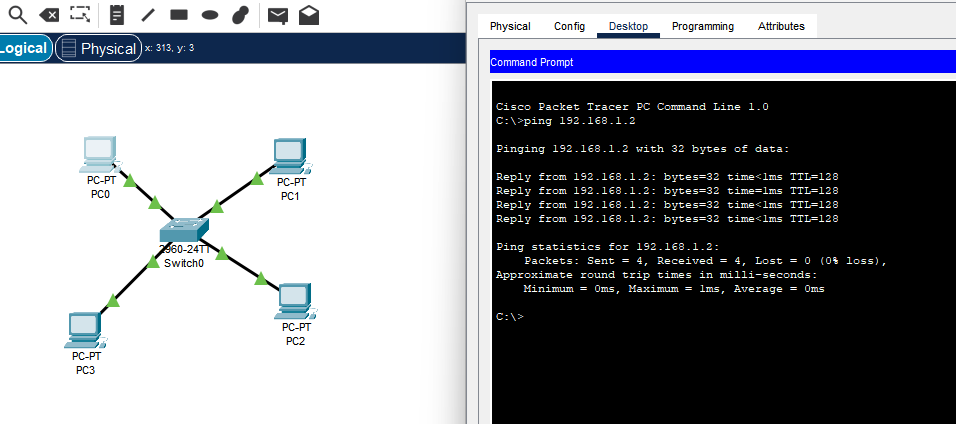 Logical
Physical
x: 313, y: 3
PC-PT
PC0
PC-PT
PC1
2960-24TT
Switch0
PC-PT
PC2
PC-PT
PC3
Physical Config Desktop Programming Attributes
Command Prompt
Cisco Packet Tracer PC Command Line 1.0
C:\>ping 192.168.1.2
Pinging 192.168.1.2 with 32 bytes of data:
Reply from 192.168.1.2: bytes=32 time<1ms TTL=128
Reply from 192.168.1.2: bytes=32 time<1ms TTL=128
Reply from 192.168.1.2: bytes=32 time<1ms TTL=128
Reply from 192.168.1.2: bytes=32 time<1ms TTL=128
Ping statistics for 192.168.1.2:
Packets: Sent = 4, Received = 4, Lost = 0 (0% loss),
Approximate round trip times in milli-seconds:
Minimum = 0ms, Maximum = 1ms, Average = 0ms
C:\>